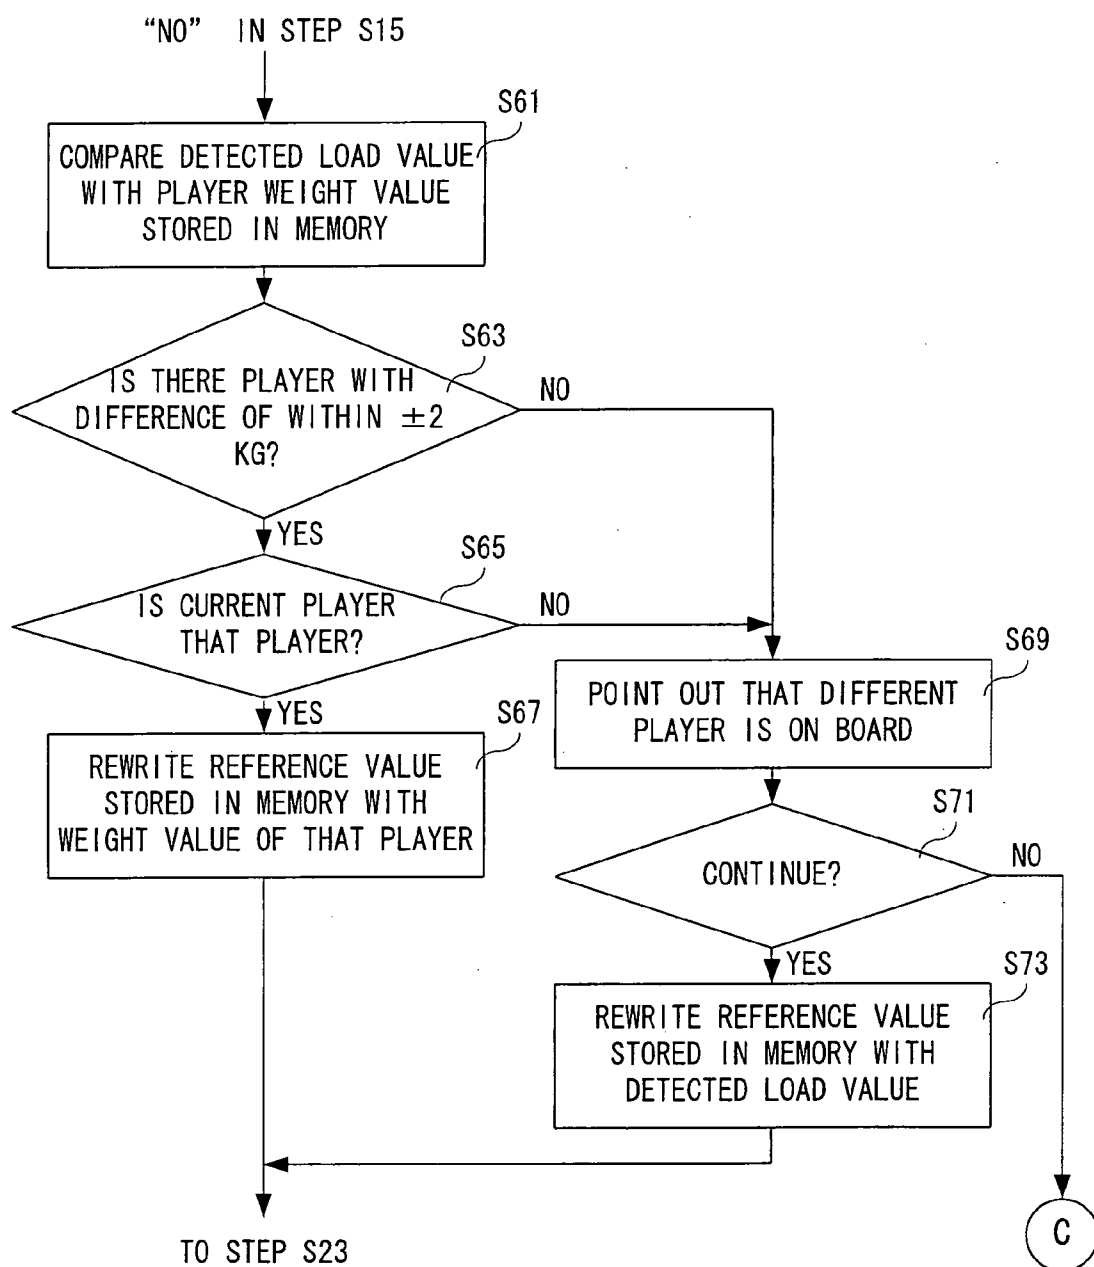 “NO” IN STEP S15
S61
COMPARE DETECTED LOAD VALUE
WITH PLAYER WEIGHT VALUE
STORED IN MEMORY
S63
IS THERE PLAYER WITH
DIFFERENCE OF WITHIN ±2
KG?
NO
YES
S65
IS CURRENT PLAYER
THAT PLAYER?
NO
YES
S67
REWRITE REFERENCE VALUE
STORED IN MEMORY WITH
WEIGHT VALUE OF THAT PLAYER
S69
POINT OUT THAT DIFFERENT
PLAYER IS ON BOARD
S71
CONTINUE?
NO
YES
S73
REWRITE REFERENCE VALUE
STORED IN MEMORY WITH
DETECTED LOAD VALUE
TO STEP S23
C